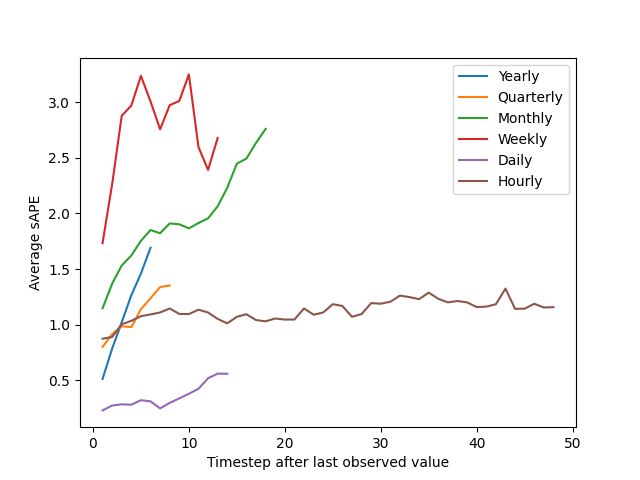 Yearly
Quarterly
Monthly
Weekly
Daily
Hourly
3.0
2.5
2.0
1.5
1.0
0.5
Average sAPE
0 10 20 30 40 50
Timestep after last observed value